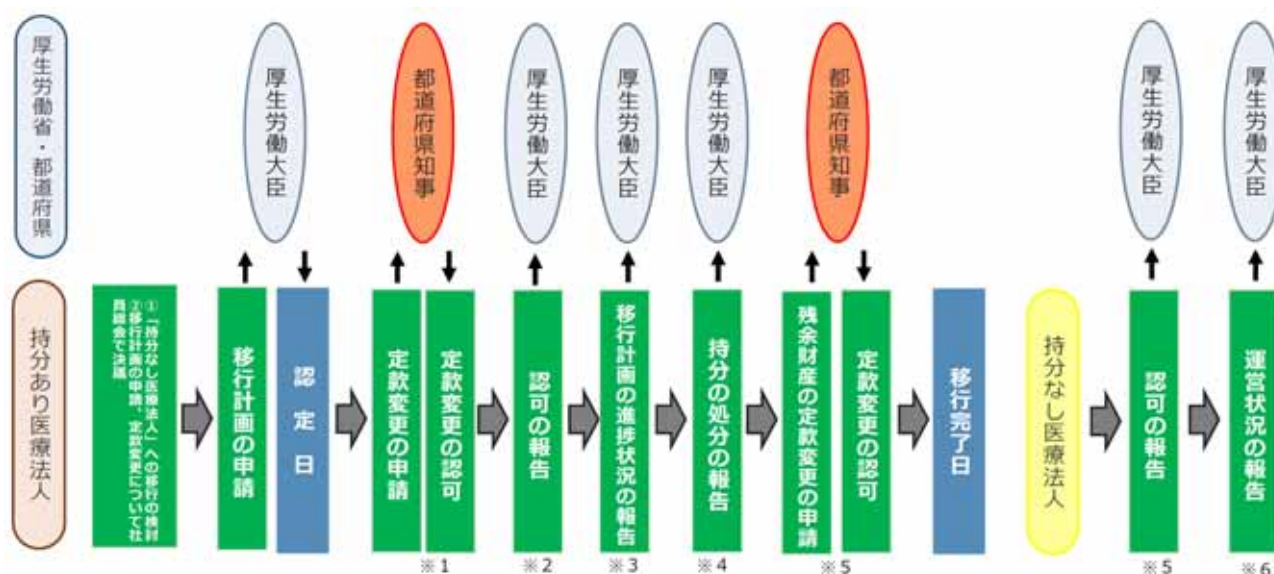 厚生労働省・都道府県
厚生労働大臣
都道府県知事
厚生労働大臣
厚生労働大臣
厚生労働大臣
都道府県知事
厚生労働大臣
厚生労働大臣
持分あり医療法人
①「持分なし医療法人」への移行の検討
②移行計画の申請、定款変更について社
員総会で決議
移行計画の申請
認定日
定款変更の申請
定款変更の認可
認可の報告
移行計画の進捗状況の報告
持分の処分の報告
残余財産の定款変更の申請
定款変更の認可
移行完了日
持分なし医療法人
認可の報告
運営状況の報告
※1
※2
※3
※4
※5
※5
※6